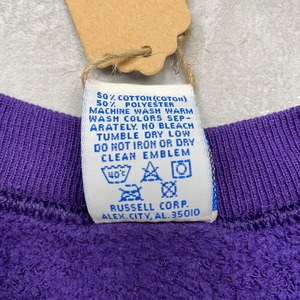 50% COTTON(COTON)
50% POLYESTER
MACHINE WASH WARM
WASH COLORS SEP-
ARATELY. NO BLEACH
TUMBLE DRY LOW
DO NOT IRON OR DRY
CLEAN EMBLEM
40°C
RUSSELL CORP.
ALEX. CITY, AL. 35010